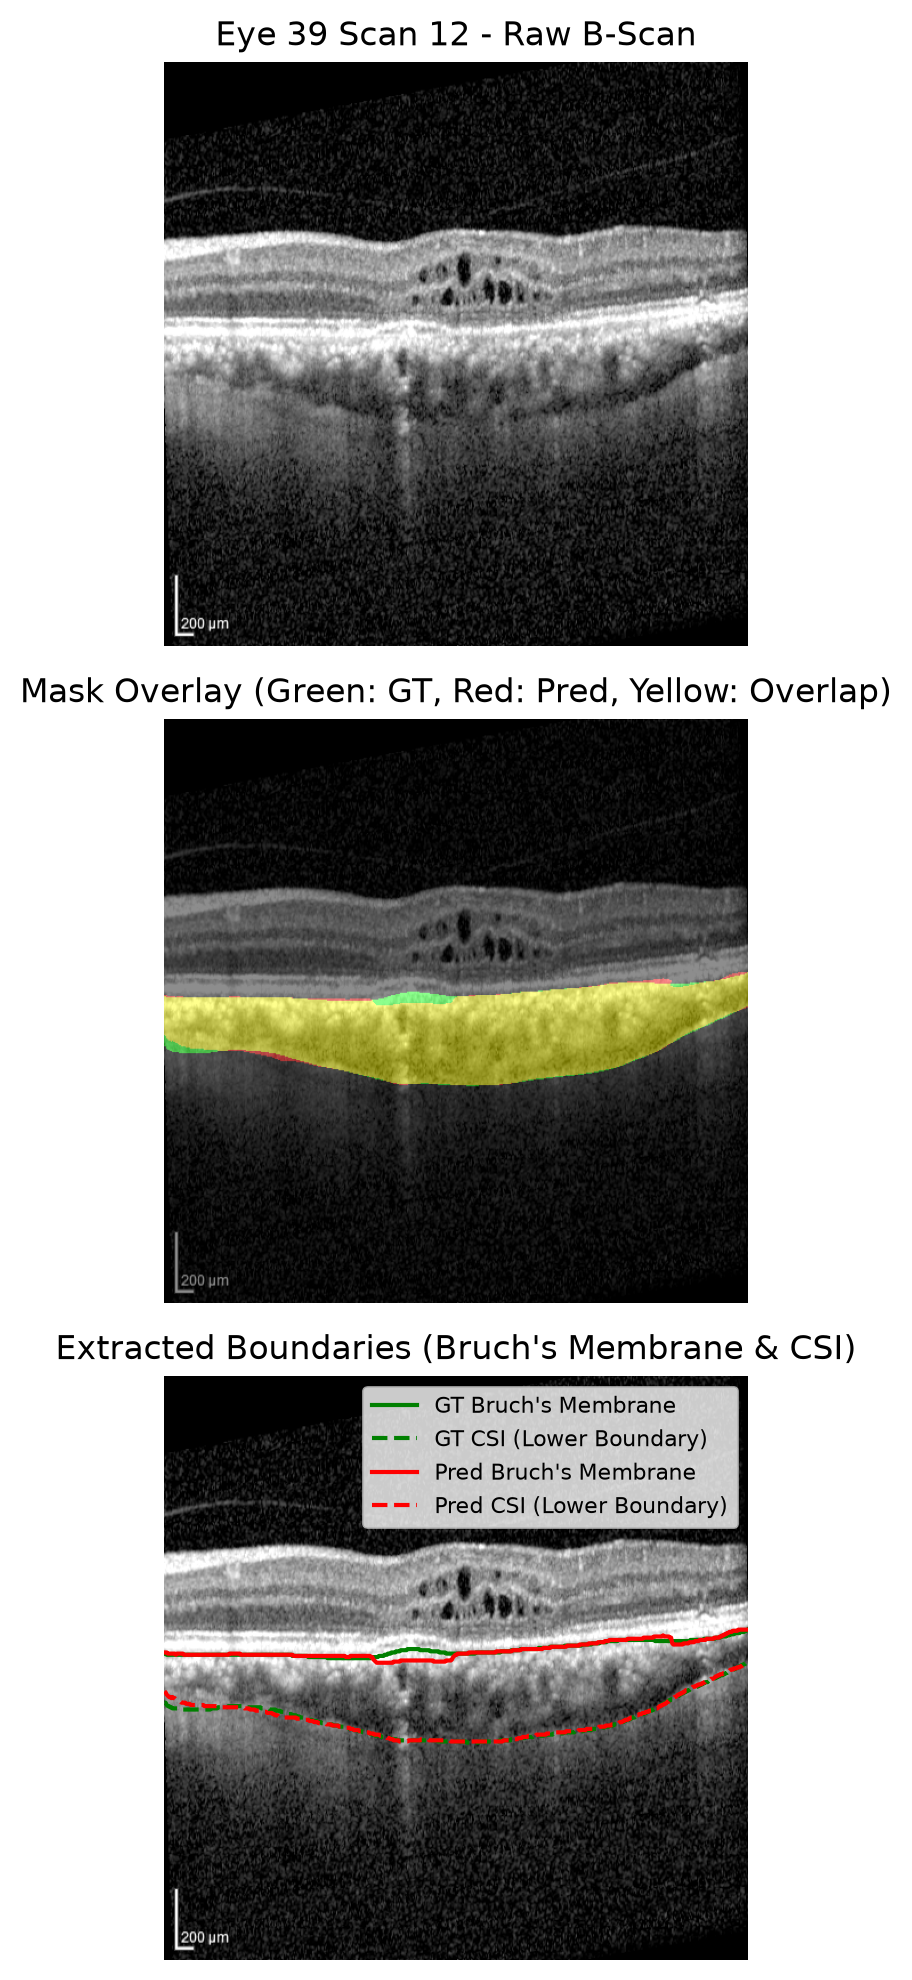 Eye 39 Scan 12 - Raw B-Scan
200 µm
Mask Overlay (Green: GT, Red: Pred, Yellow: Overlap)
200 µm
Extracted Boundaries (Bruch's Membrane & CSI)
GT Bruch's Membrane
GT CSI (Lower Boundary)
Pred Bruch's Membrane
Pred CSI (Lower Boundary)
200 µm